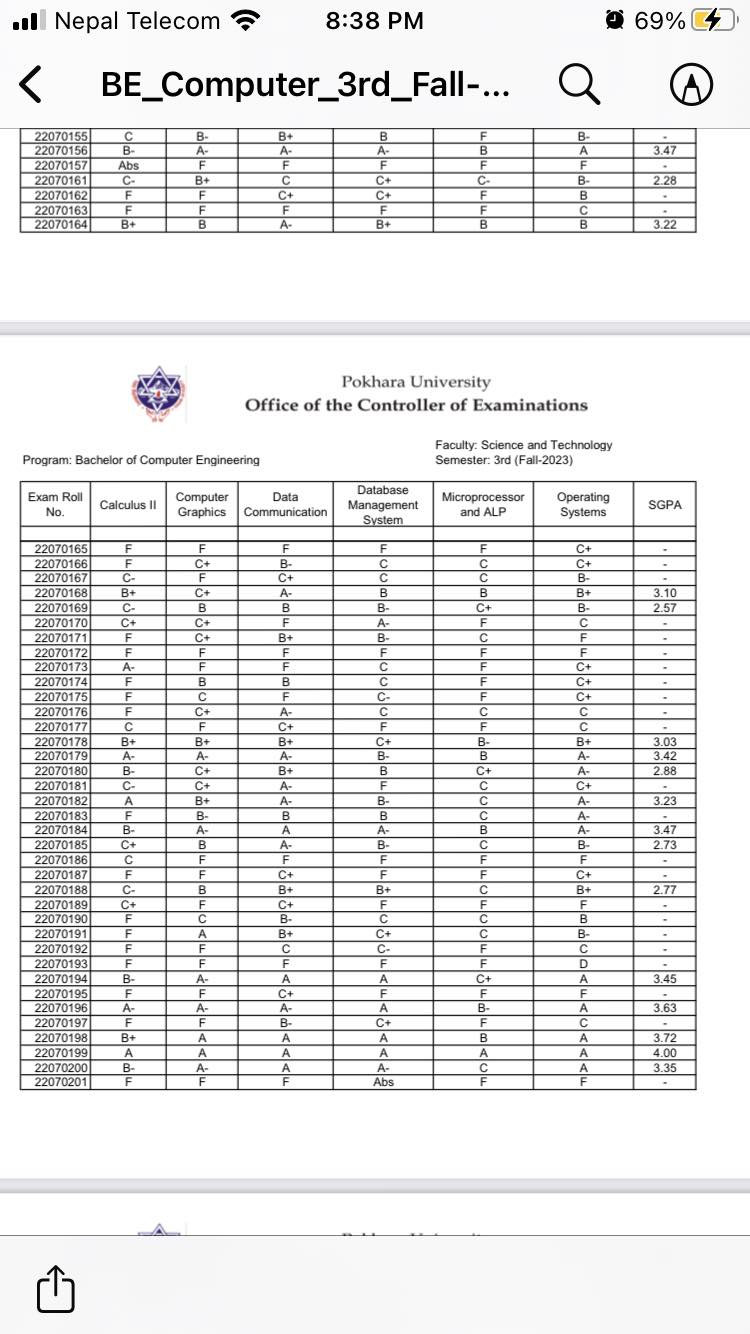 Nepal Telecom 8:38 PM 69%
BE_Computer_3rd_Fall-...
22070155 C B- B+ B F B- -
22070156 B- A- A- A- B A 3.47
22070157 Abs F F F F F -
22070161 C- B+ C C+ C- B- 2.28
22070162 F F C+ C+ F B -
22070163 F F F F F C -
22070164 B+ B A- B+ B B 3.22
Pokhara University
Office of the Controller of Examinations
Faculty: Science and Technology
Program: Bachelor of Computer Engineering Semester: 3rd (Fall-2023)
Exam Roll No. Calculus II Computer Graphics Data Communication Database Management System Microprocessor and ALP Operating Systems SGPA
22070165 F F F F F C+ -
22070166 F C+ B- C C C+ -
22070167 C- F C+ C C B- -
22070168 B+ C+ A- B B B+ 3.10
22070169 C- B B B- C+ B- 2.57
22070170 C+ C+ F A- F C -
22070171 F C+ B+ B- C F -
22070172 F F F F F F -
22070173 A- F F C F C+ -
22070174 F B B C F C+ -
22070175 F C F C- F C+ -
22070176 F C+ A- C C C -
22070177 C F C+ F F C -
22070178 B+ B+ B+ C+ B- B+ 3.03
22070179 A- A- A- B- B A- 3.42
22070180 B- C+ B+ B C+ A- 2.88
22070181 C- C+ A- F C C+ -
22070182 A B+ A- B- C A- 3.23
22070183 F B- B B C A- -
22070184 B- A- A A- B A- 3.47
22070185 C+ B A- B- C B- 2.73
22070186 C F F F F F -
22070187 F F C+ F F C+ -
22070188 C- B B+ B+ C B+ 2.77
22070189 C+ F C+ F F F -
22070190 F C B- C C B -
22070191 F A B+ C+ C B- -
22070192 F F C C- F C -
22070193 F F F F F D -
22070194 B- A- A A C+ A 3.45
22070195 F F C+ F F F -
22070196 A- A- A- A B- A 3.63
22070197 F F B- C+ F C -
22070198 B+ A A A B A 3.72
22070199 A A A A A A 4.00
22070200 B- A- A A- C A 3.35
22070201 F F F Abs F F -